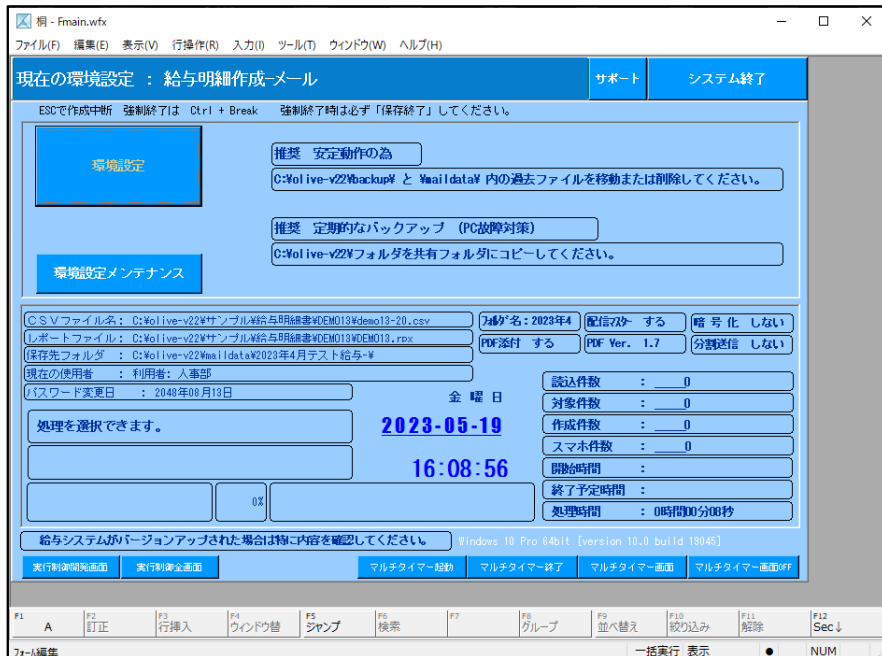 桐 - Fmain.wfx
ファイル(F) 編集(E) 表示(V) 行操作(R) 入力(I) ツール(T) ウィンドウ(W) ヘルプ(H)
現在の環境設定 : 給与明細作成-メール サポート システム終了
ESCで作成中断 強制終了は Ctrl + Break 強制終了時は必ず「保存終了」してください。
環境設定
推奨 安定動作の為
C:¥olive-v22¥backup¥ と ¥maildata¥ 内の過去ファイルを移動または削除してください。
推奨 定期的なバックアップ (PC故障対策)
C:¥olive-v22¥フォルダを共有フォルダにコピーしてください。
環境設定メンテナンス
CSVファイル名: C:¥olive-v22¥サンプル¥給与明細書¥DEMO13¥demo13-20.csv
レポートファイル: C:¥olive-v22¥サンプル¥給与明細書¥DEMO13¥DEMO13.rpx
保存先フォルダ : C:¥olive-v22¥maildata¥2023年4月テスト給与-¥
現在の使用者 : 利用者: 人事部
パスワード変更日 : 2048年08月13日
ﾌｫﾙﾀﾞ名:2023年4 配信ﾏｽﾀｰ する 暗号化 しない
PDF添付 する PDF Ver. 1.7 分割送信 しない
処理を選択できます。
金曜日
2023-05-19
16:08:56
0%
読込件数 : 0
対象件数 : 0
作成件数 : 0
スマホ件数 : 0
開始時間 :
終了予定時間 :
処理時間 : 0時間00分08秒
給与システムがバージョンアップされた場合は特に内容を確認してください。 Windows 10 Pro 64bit [version 10.0 build 19045]
実行制御開発画面 実行制御全画面 マルチタイマー起動 マルチタイマー終了 マルチタイマー画面 マルチタイマー画面OFF
F1 A F2 訂正 F3 行挿入 F4 ウィンドウ替 F5 ジャンプ F6 検索 F7 F8 グループ F9 並べ替え F10 絞り込み F11 解除 F12 Sec↓
ﾌｫｰﾑ編集 一括実行 表示 ● NUM